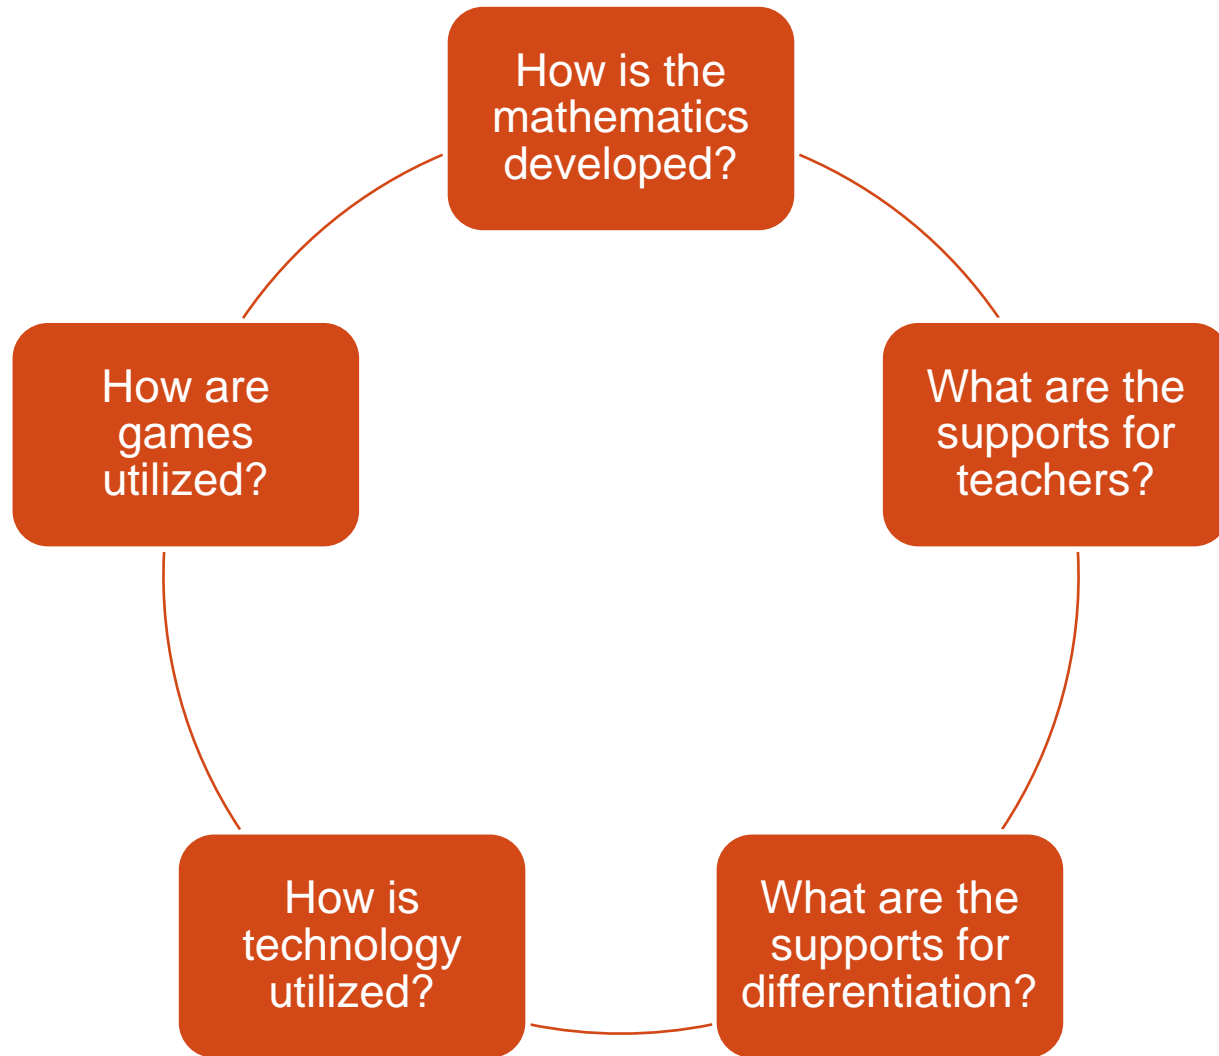 How is the
mathematics
developed?
What are the
supports for
teachers?
What are the
supports for
differentiation?
How is
technology
utilized?
How are
games
utilized?